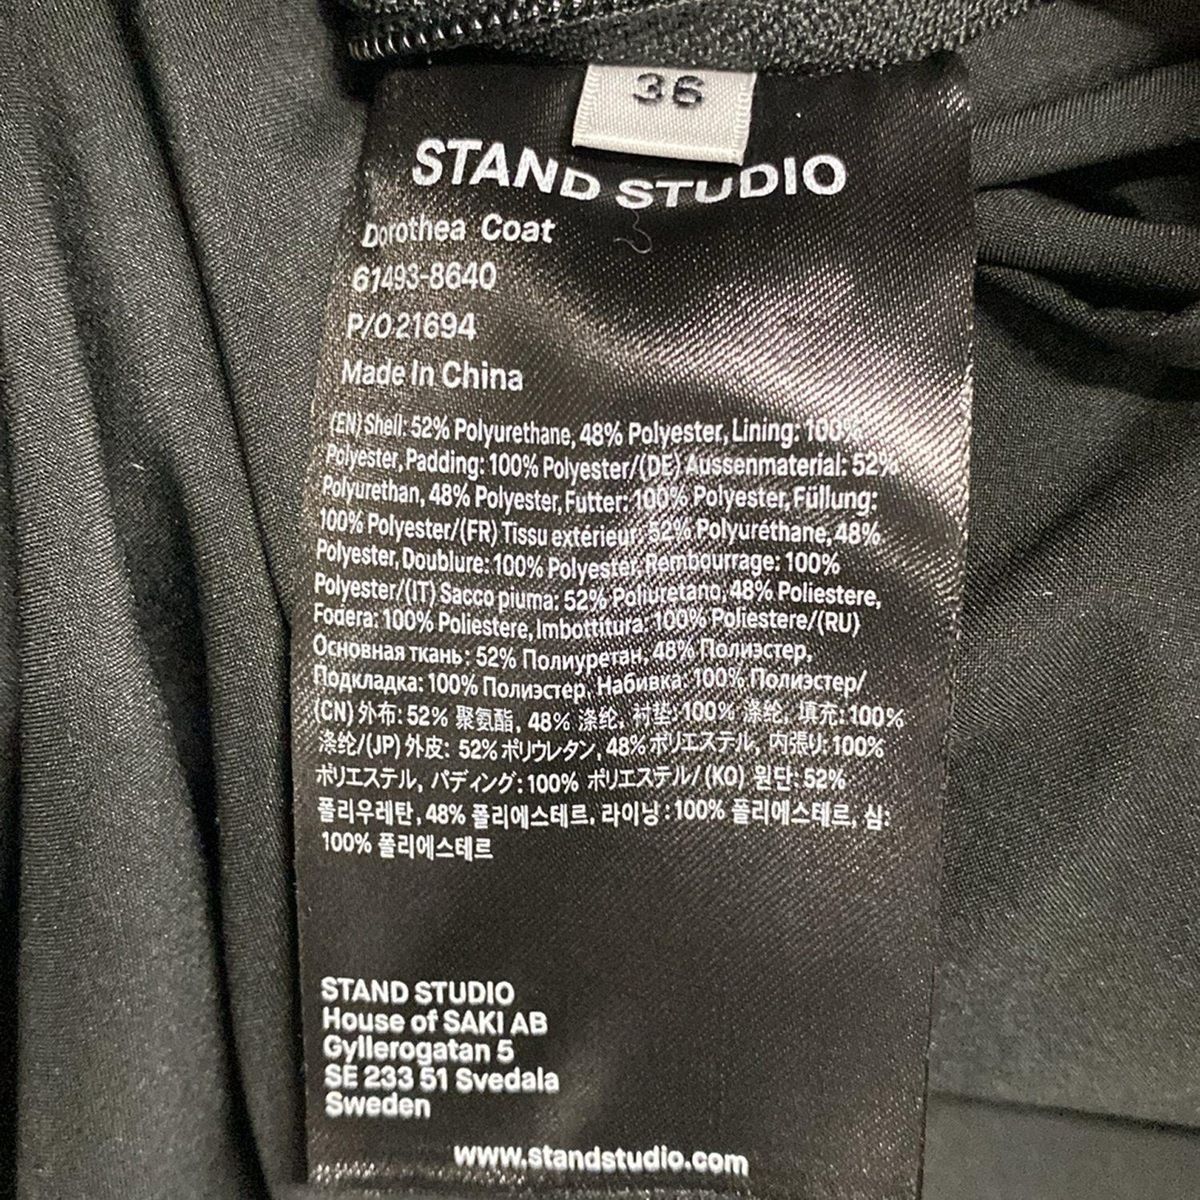 36
STAND STUDIO
Dorothea Coat
61493-8640
P/O 21694
Made In China
(EN) Shell: 52% Polyurethane, 48% Polyester, Lining: 100%
Polyester, Padding: 100% Polyester/(DE) Aussenmaterial: 52%
Polyurethan, 48% Polyester, Futter: 100% Polyester, Füllung:
100% Polyester/(FR) Tissu extérieur: 52% Polyuréthane, 48%
Polyester, Doublure: 100% Polyester, Rembourrage: 100%
Polyester/(IT) Sacco piuma: 52% Poliuretano, 48% Poliestere,
Fodera: 100% Poliestere, Imbottitura: 100% Poliestere/(RU)
Основная ткань: 52% Полиуретан, 48% Полиэстер,
Подкладка: 100% Полиэстер, Набивка: 100% Полиэстер/
(CN) 外布: 52% 聚氨酯, 48% 涤纶, 衬垫: 100% 涤纶, 填充: 100%
涤纶/(JP) 外皮: 52% ポリウレタン, 48% ポリエステル, 内張り: 100%
ポリエステル, パディング: 100% ポリエステル/ (KO) 원단: 52%
폴리우레탄, 48% 폴리에스테르, 라이닝: 100% 폴리에스테르, 심:
100% 폴리에스테르
STAND STUDIO
House of SAKI AB
Gyllerogatan 5
SE 233 51 Svedala
Sweden
www.standstudio.com